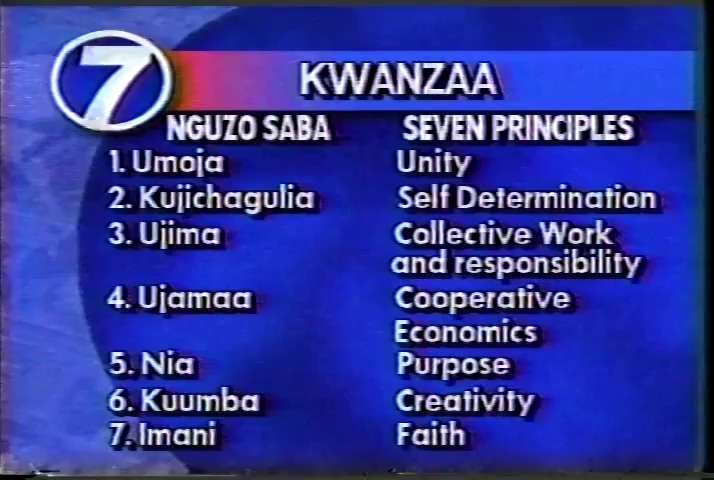 7
KWANZAA
NGUZO SABA SEVEN PRINCIPLES
1. Umoja Unity
2. Kujichagulia Self Determination
3. Ujima Collective Work
and responsibility
4. Ujamaa Cooperative
Economics
5. Nia Purpose
6. Kuumba Creativity
7. Imani Faith